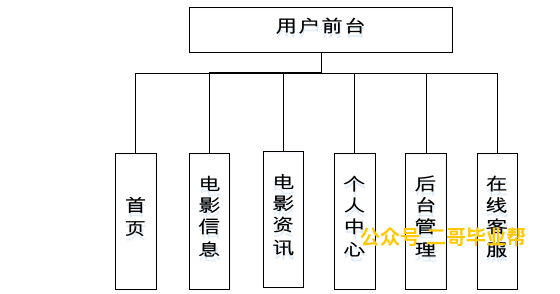 用户前台
首页
电影信息
电影资讯
个人中心
后台管理
在线客服
公众号 二哥毕业帮